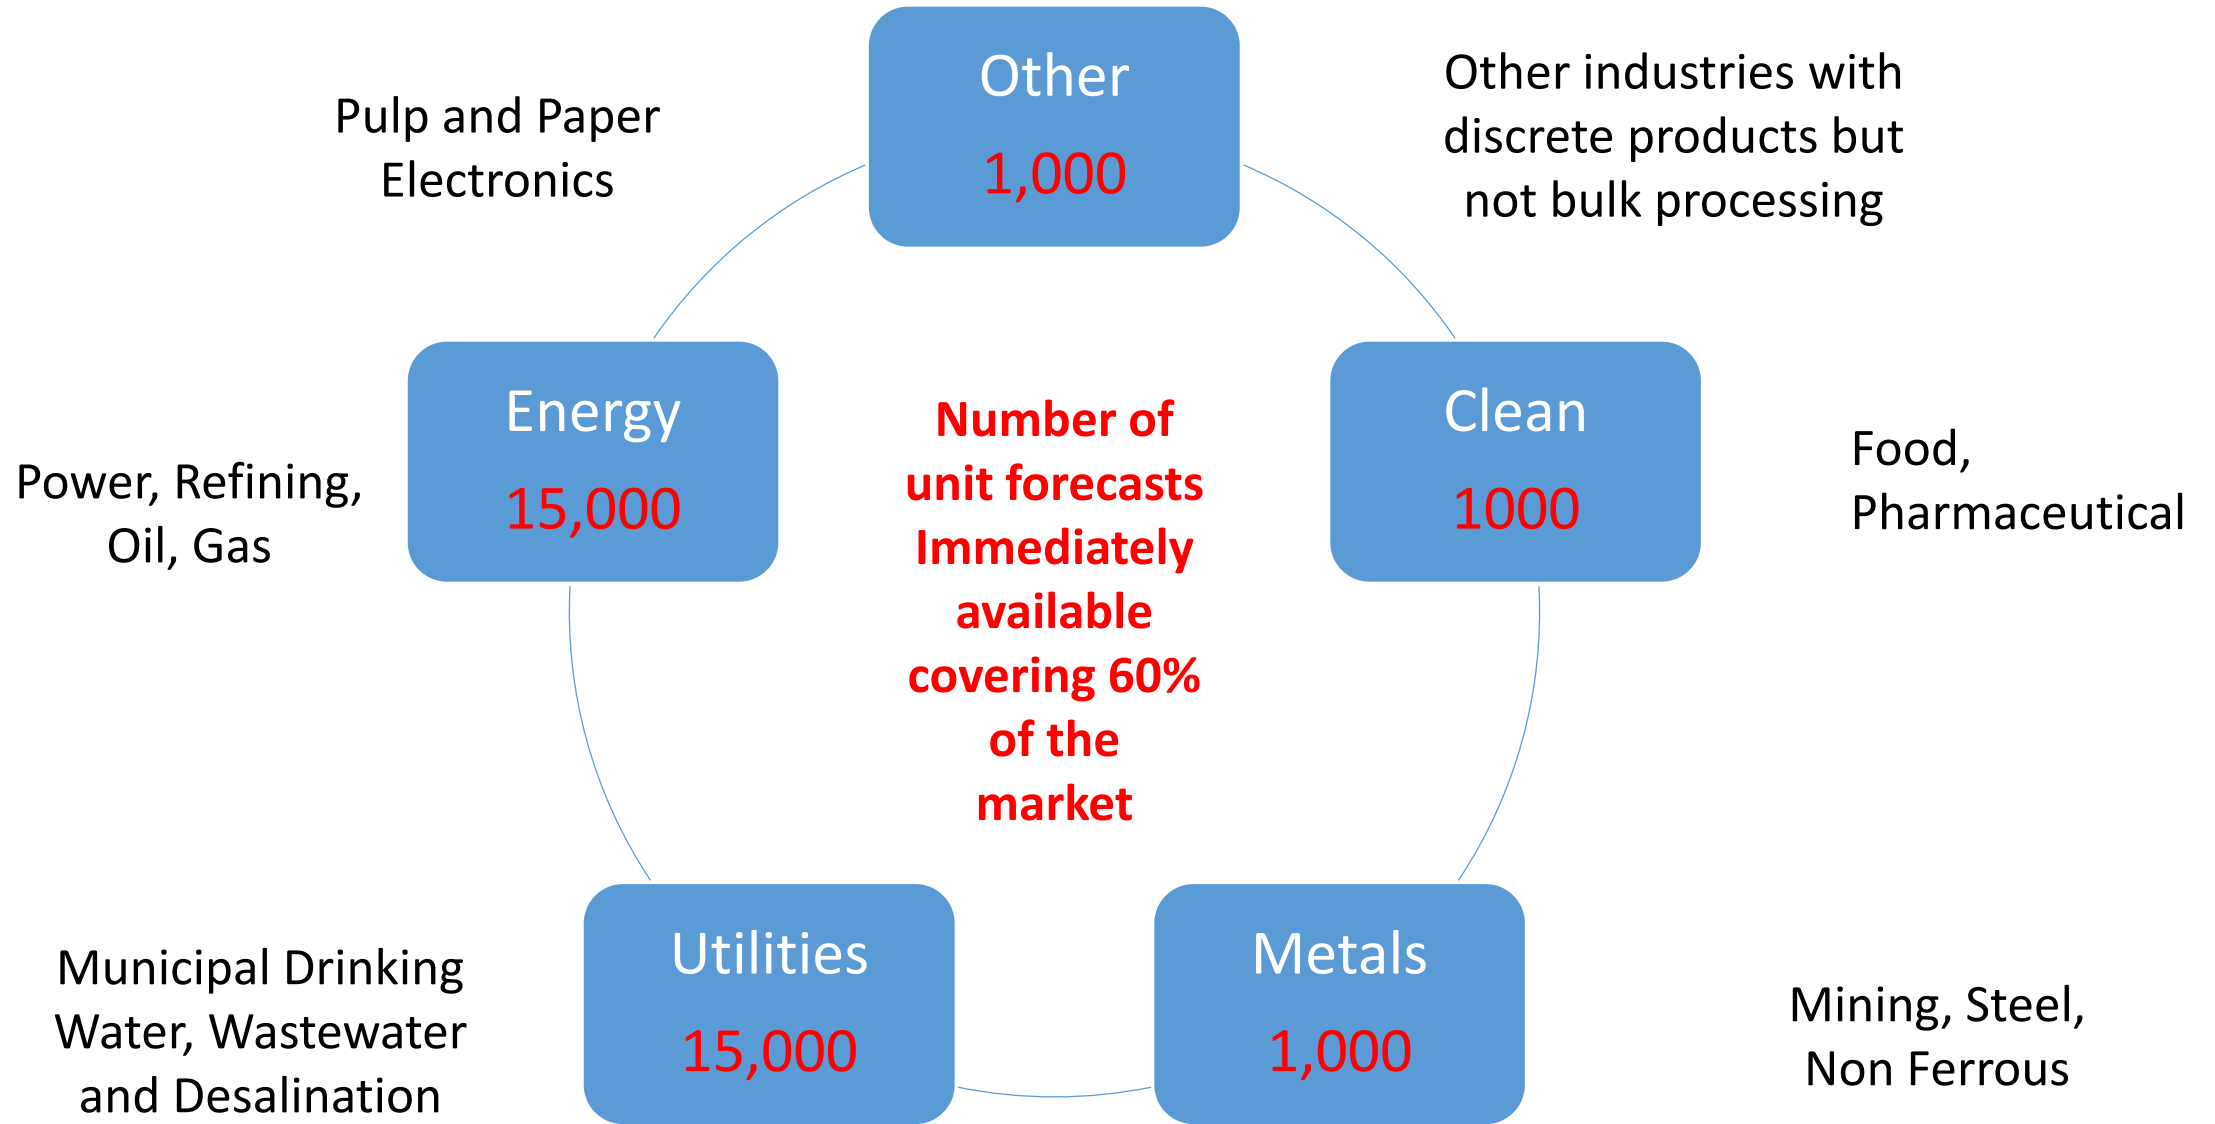 Other
1,000
Pulp and Paper
Electronics
Other industries with
discrete products but
not bulk processing
Energy
15,000
Clean
1000
Power, Refining,
Oil, Gas
Food,
Pharmaceutical
Number of
unit forecasts
Immediately
available
covering 60%
of the
market
Utilities
15,000
Metals
1,000
Municipal Drinking
Water, Wastewater
and Desalination
Mining, Steel,
Non Ferrous